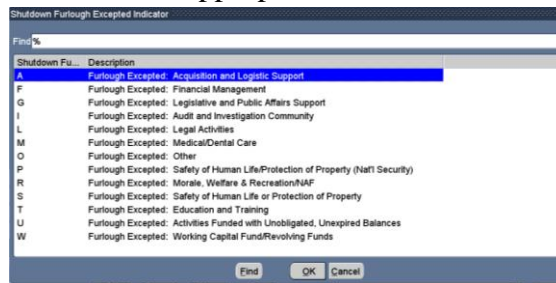 Shutdown Furlough Excepted Indicator
Find %
Shutdown Fu... Description
A Furlough Excepted: Acquisition and Logistic Support
F Furlough Excepted: Financial Management
G Furlough Excepted: Legislative and Public Affairs Support
I Furlough Excepted: Audit and Investigation Community
L Furlough Excepted: Legal Activities
M Furlough Excepted: Medical/Dental Care
O Furlough Excepted: Other
P Furlough Excepted: Safety of Human Life/Protection of Property (Nat'l Security)
R Furlough Excepted: Morale, Welfare & Recreation/NAF
S Furlough Excepted: Safety of Human Life or Protection of Property
T Furlough Excepted: Education and Training
U Furlough Excepted: Activities Funded with Unobligated, Unexpired Balances
W Furlough Excepted: Working Capital Fund/Revolving Funds
Find OK Cancel